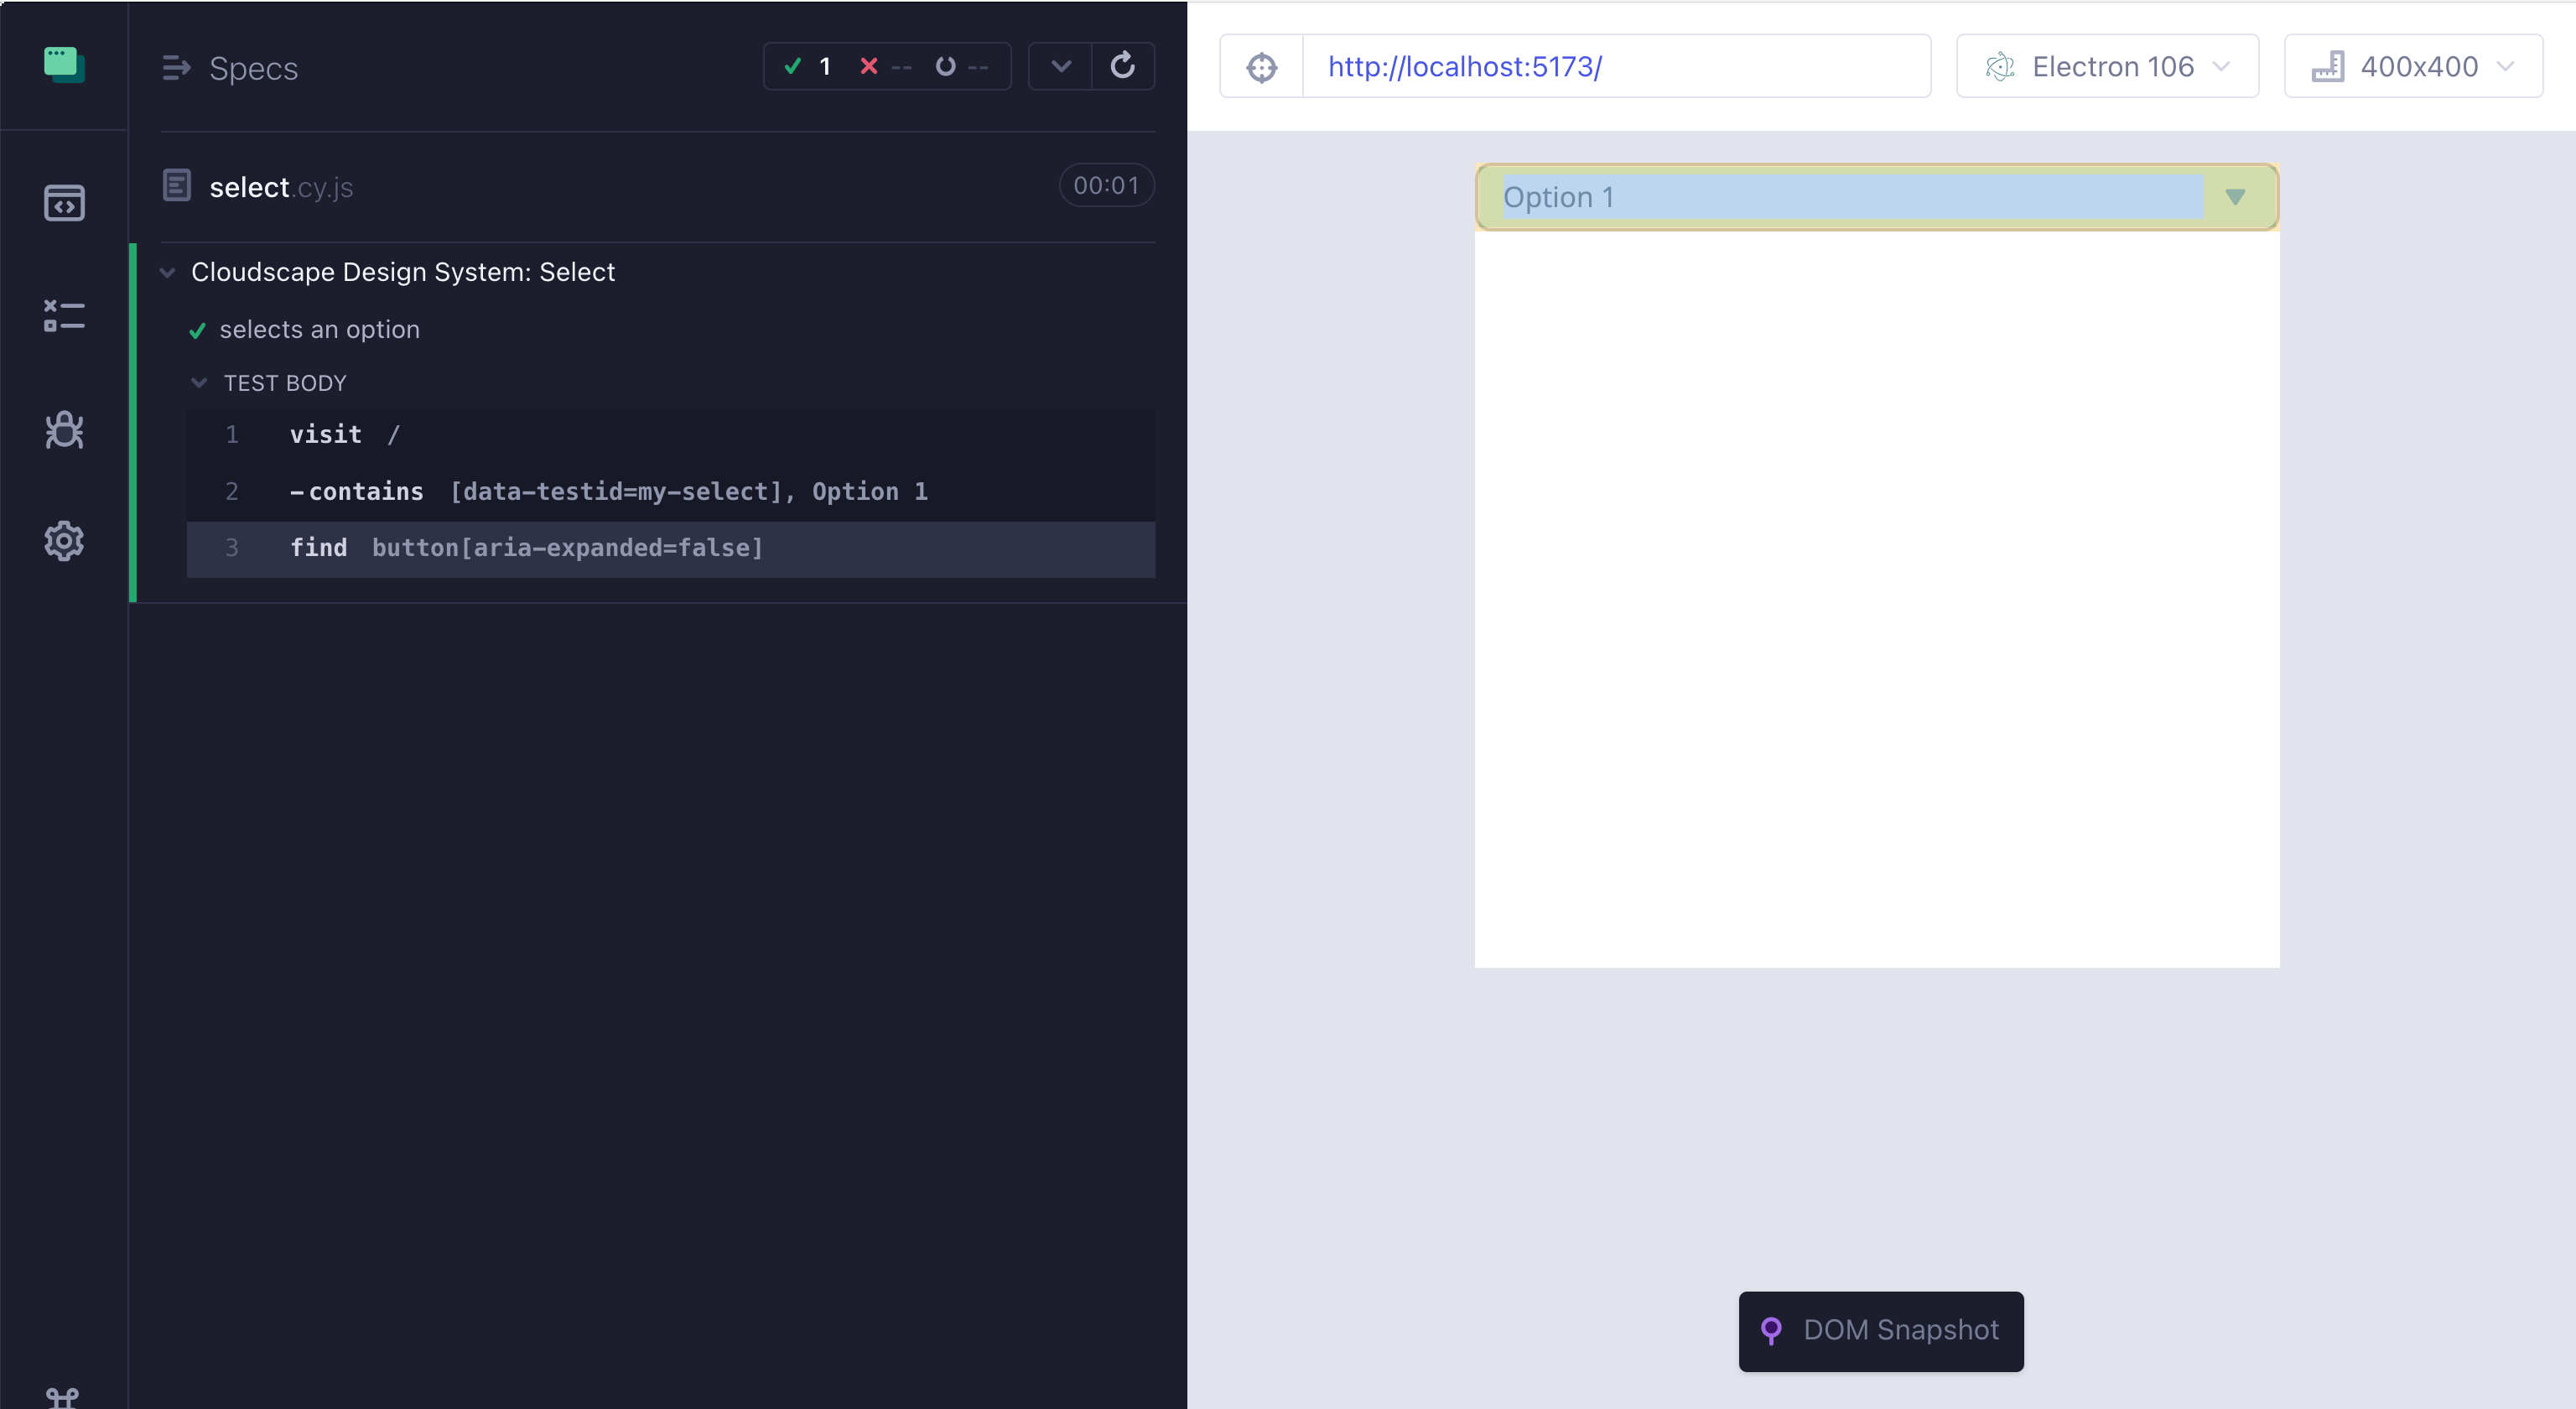 Specs
1 -- --
select.cy.js 00:01
Cloudscape Design System: Select
selects an option
TEST BODY
1 visit /
2 -contains [data-testid=my-select], Option 1
3 find button[aria-expanded=false]
http://localhost:5173/ Electron 106 400x400
Option 1
DOM Snapshot